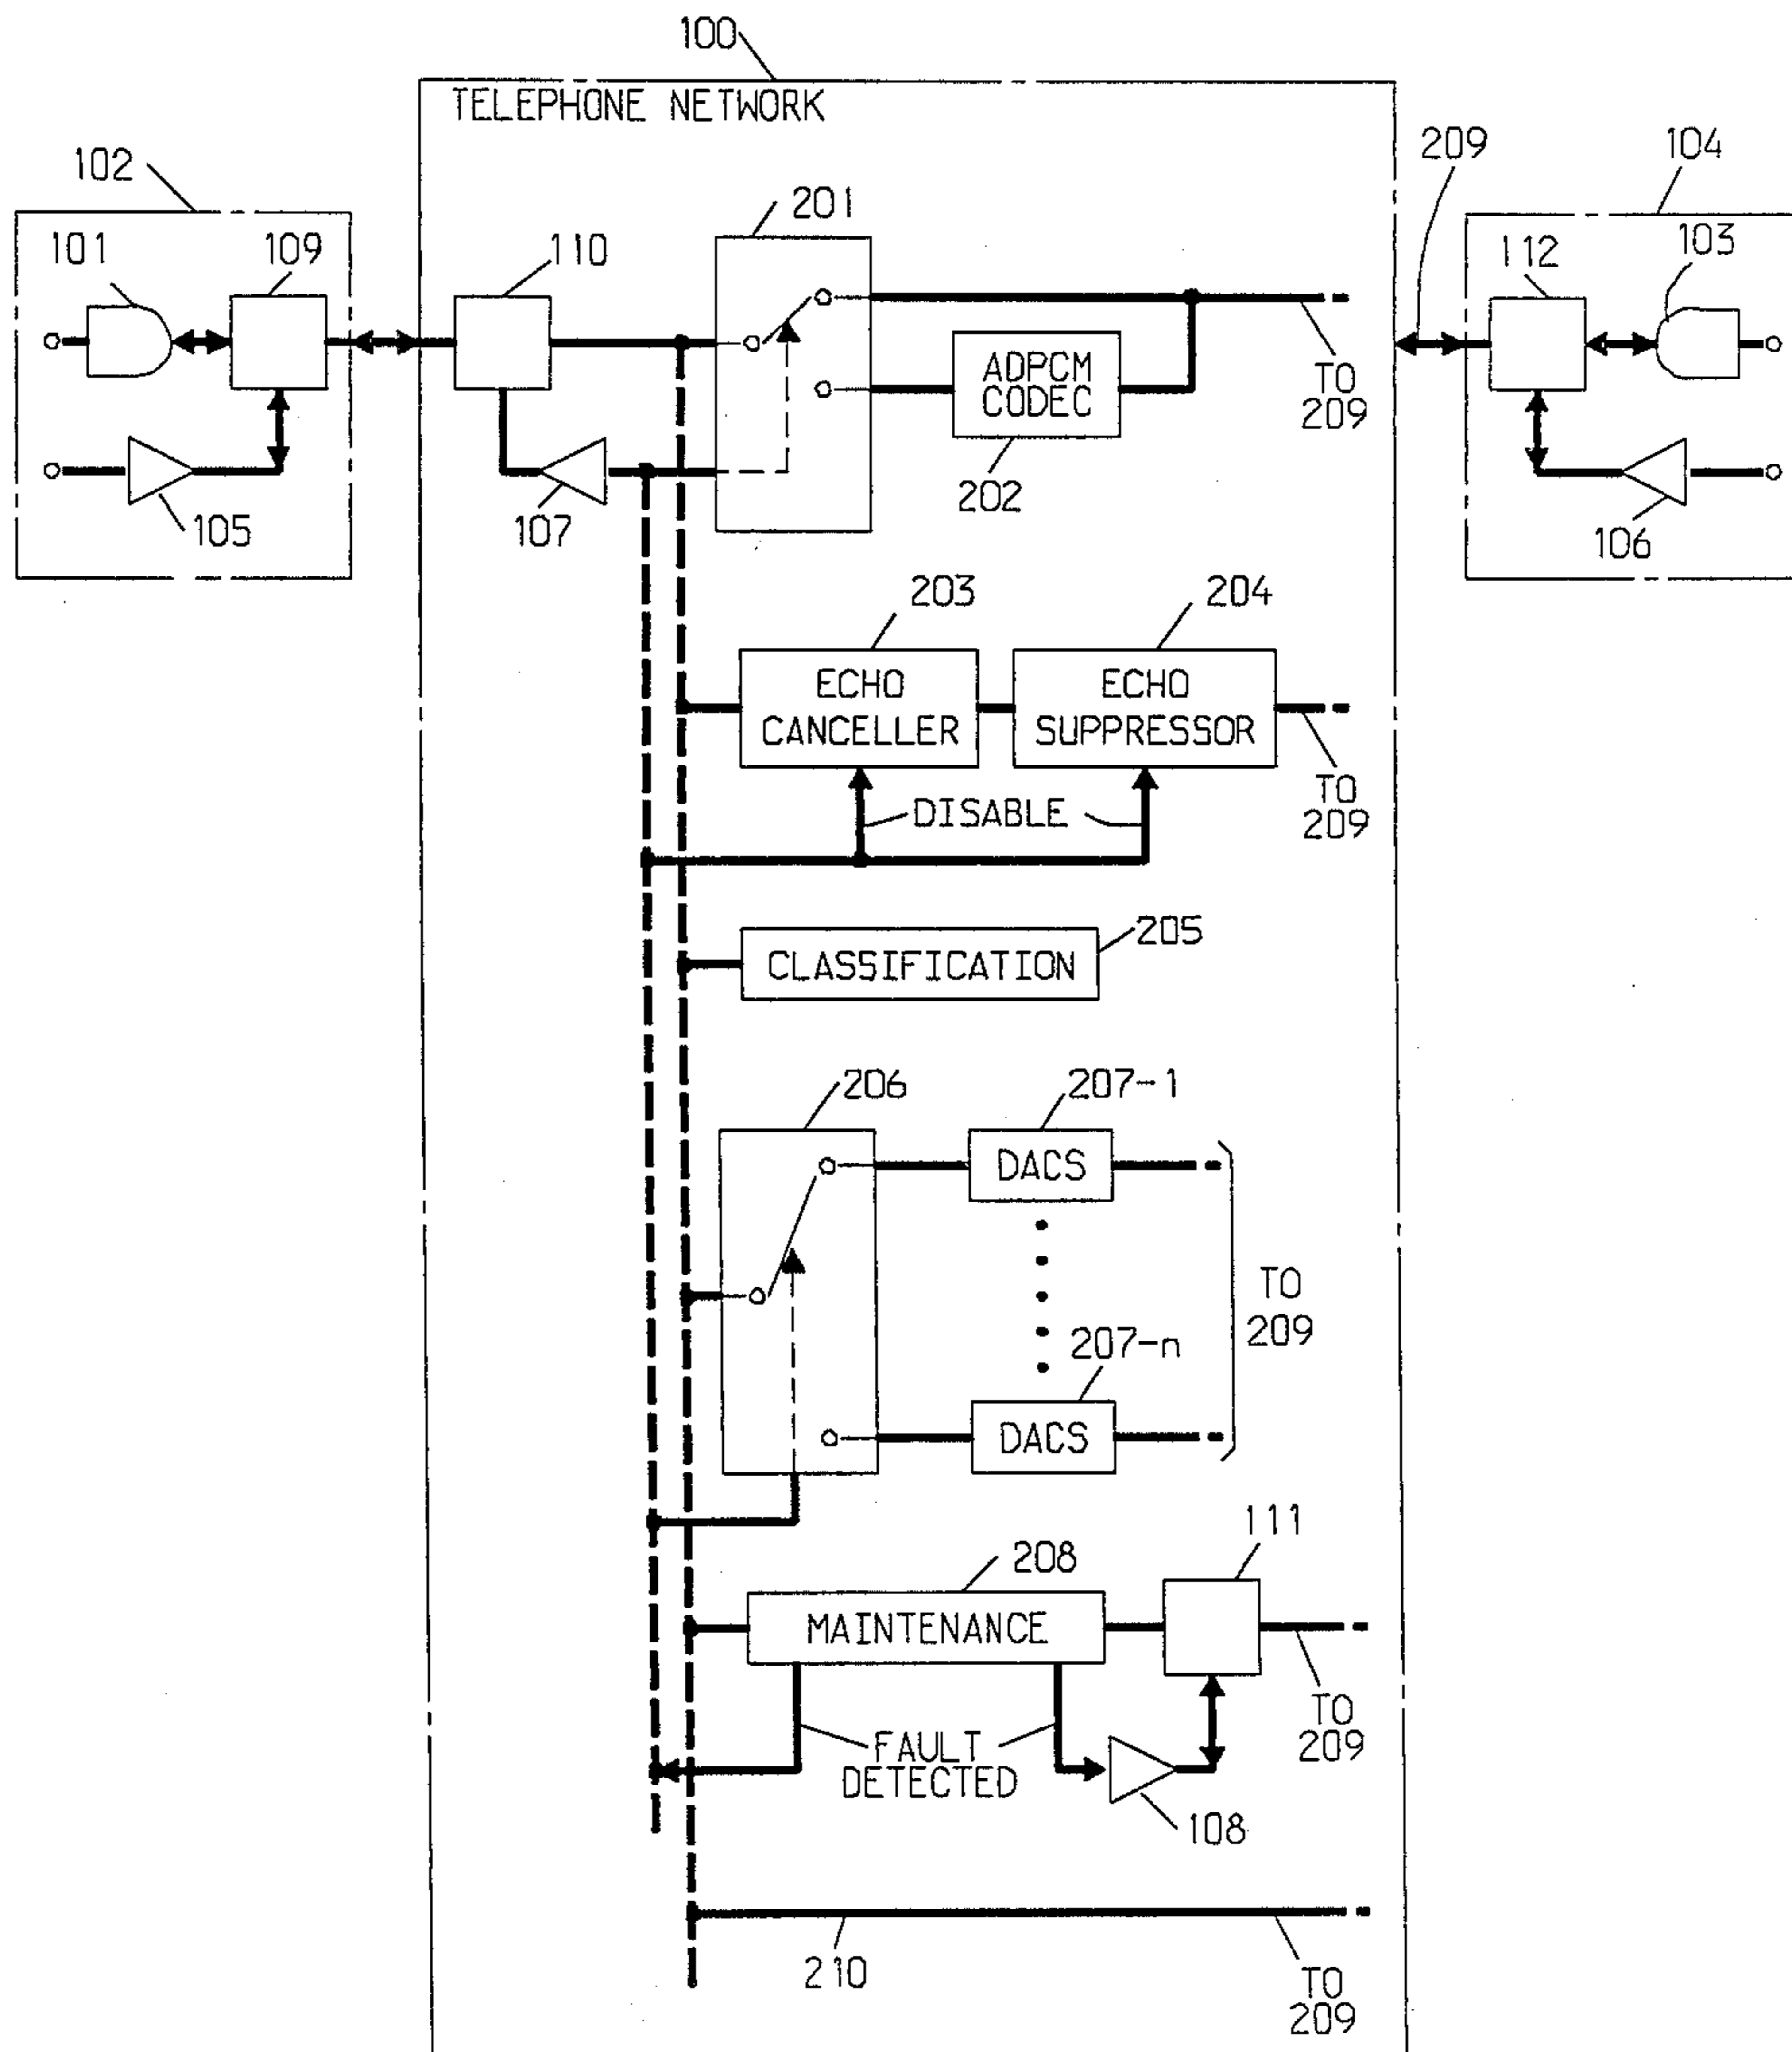 100
TELEPHONE NETWORK
102
209
104
201
101
109
110
112
103
ADPCM
CODEC
TO
209
202
105
107
106
203
204
ECHO
CANCELLER
ECHO
SUPPRESSOR
TO
209
DISABLE
205
CLASSIFICATION
206
207-1
DACS
TO
209
207-n
DACS
111
208
MAINTENANCE
TO
209
FAULT
DETECTED
108
210
TO
209